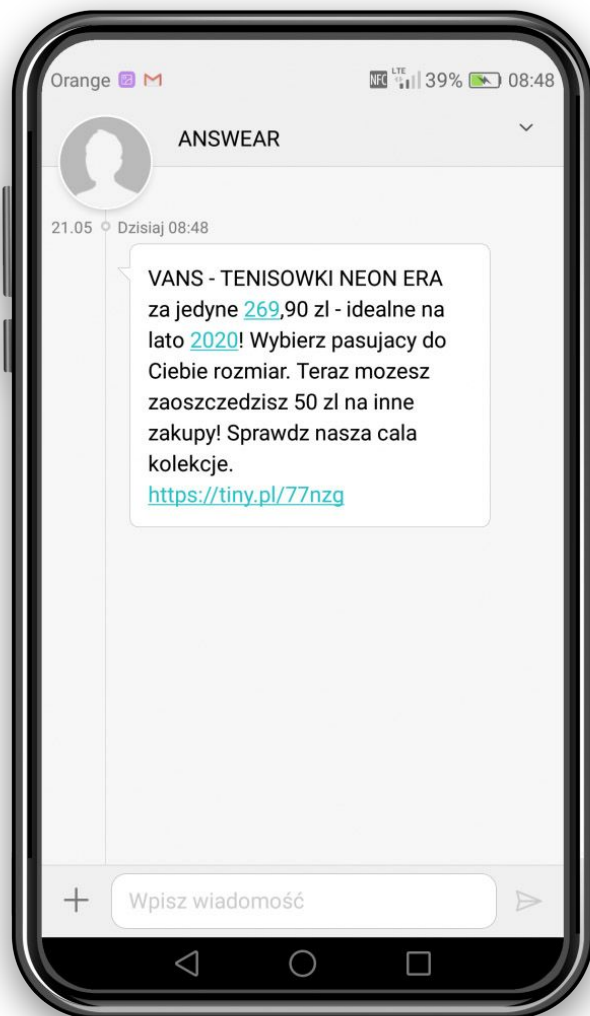 Orange NFC LTE 39% 08:48
ANSWEAR
21.05 Dzisiaj 08:48
VANS - TENISOWKI NEON ERA
za jedyne 269,90 zl - idealne na
lato 2020! Wybierz pasujacy do
Ciebie rozmiar. Teraz mozesz
zaoszczedzisz 50 zl na inne
zakupy! Sprawdz nasza cala
kolekcje.
https://tiny.pl/77nzg
Wpisz wiadomość